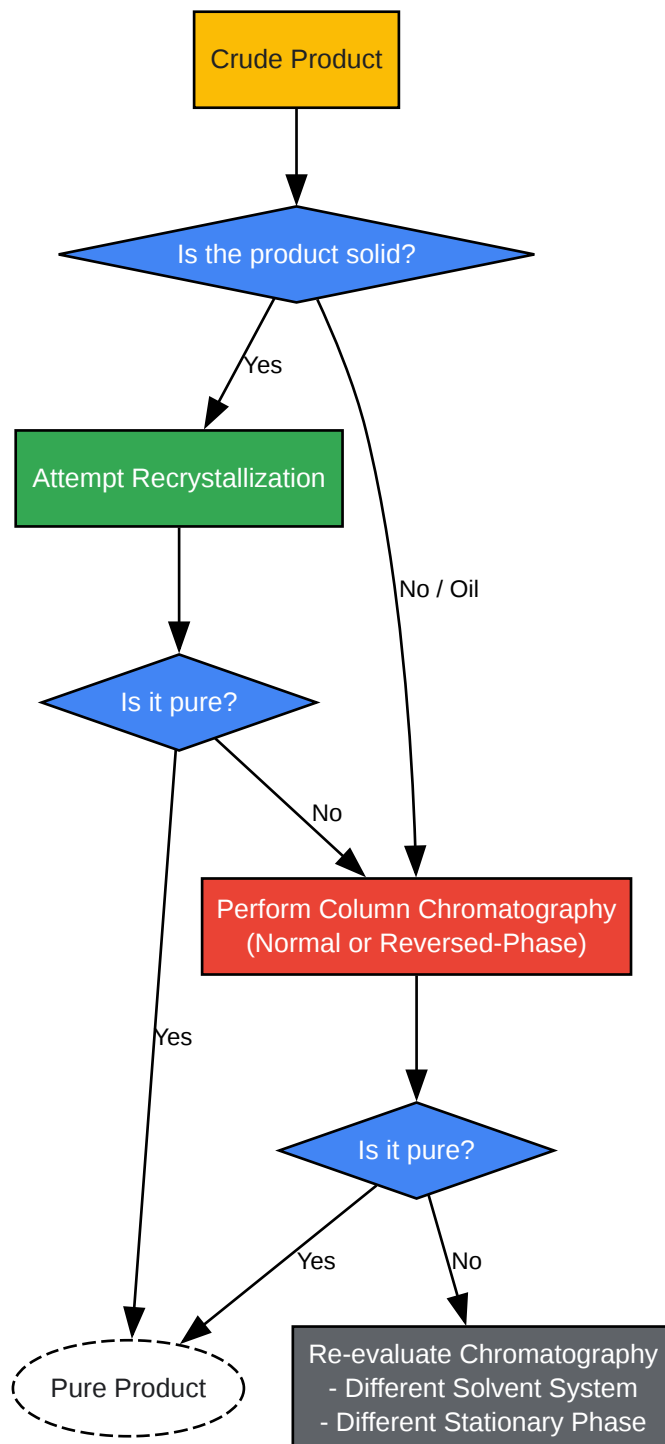 Crude Product
Is the product solid?
Yes
Attempt Recrystallization
No / Oil
Is it pure?
No
Perform Column Chromatography
(Normal or Reversed-Phase)
Yes
Is it pure?
Yes
No
Pure Product
Re-evaluate Chromatography
- Different Solvent System
- Different Stationary Phase